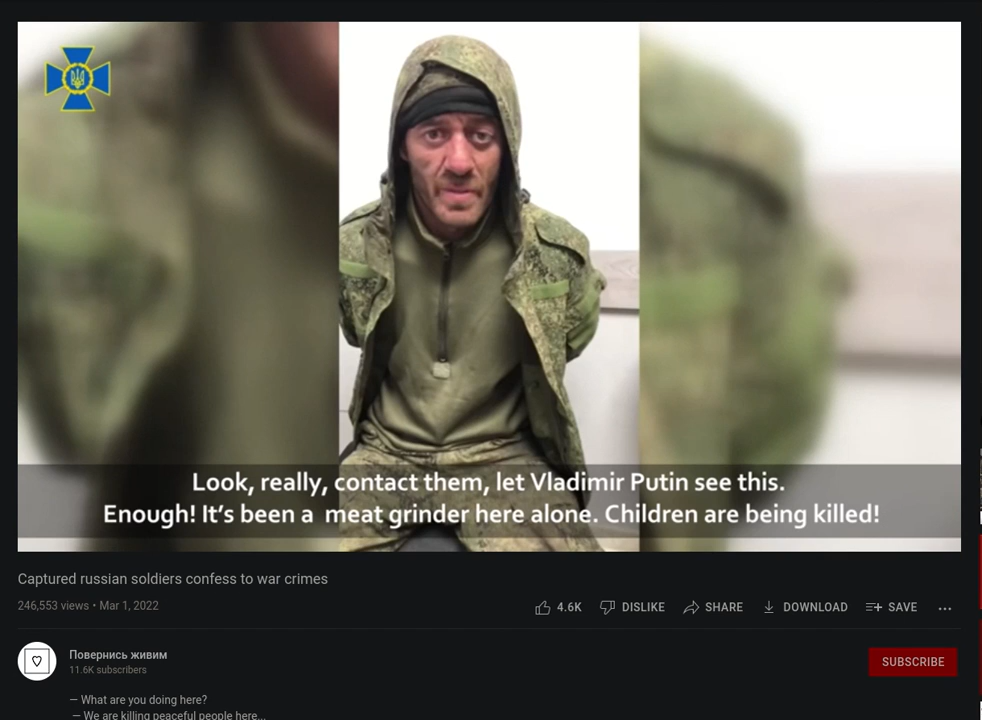 Look, really, contact them, let Vladimir Putin see this.
Enough! It's been a meat grinder here alone. Children are being killed!
Captured russian soldiers confess to war crimes
246,553 views • Mar 1, 2022
4.6K DISLIKE SHARE DOWNLOAD SAVE ...
Повернись живим
11.6K subscribers
SUBSCRIBE
— What are you doing here?
— We are killing peaceful people here...